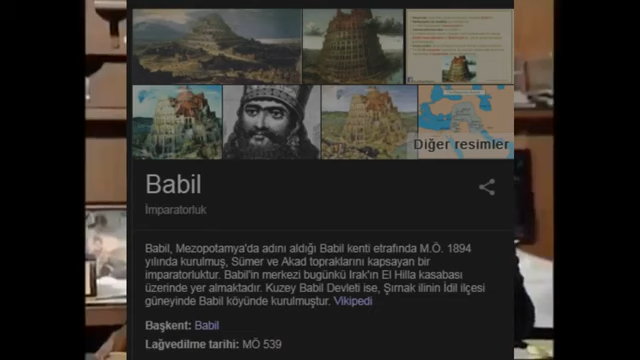 Diğer resimler
Babil
İmparatorluk
Babil, Mezopotamya'da adını aldığı Babil kenti etrafında M.Ö. 1894
yılında kurulmuş, Sümer ve Akad topraklarını kapsayan bir
imparatorluktur. Babil'in merkezi bugünkü Irak'ın El Hilla kasabası
üzerinde yer almaktadır. Kuzey Babil Devleti ise, Şırnak ilinin İdil ilçesi
güneyinde Babil köyünde kurulmuştur. Vikipedi
Başkent: Babil
Lağvedilme tarihi: MÖ 539